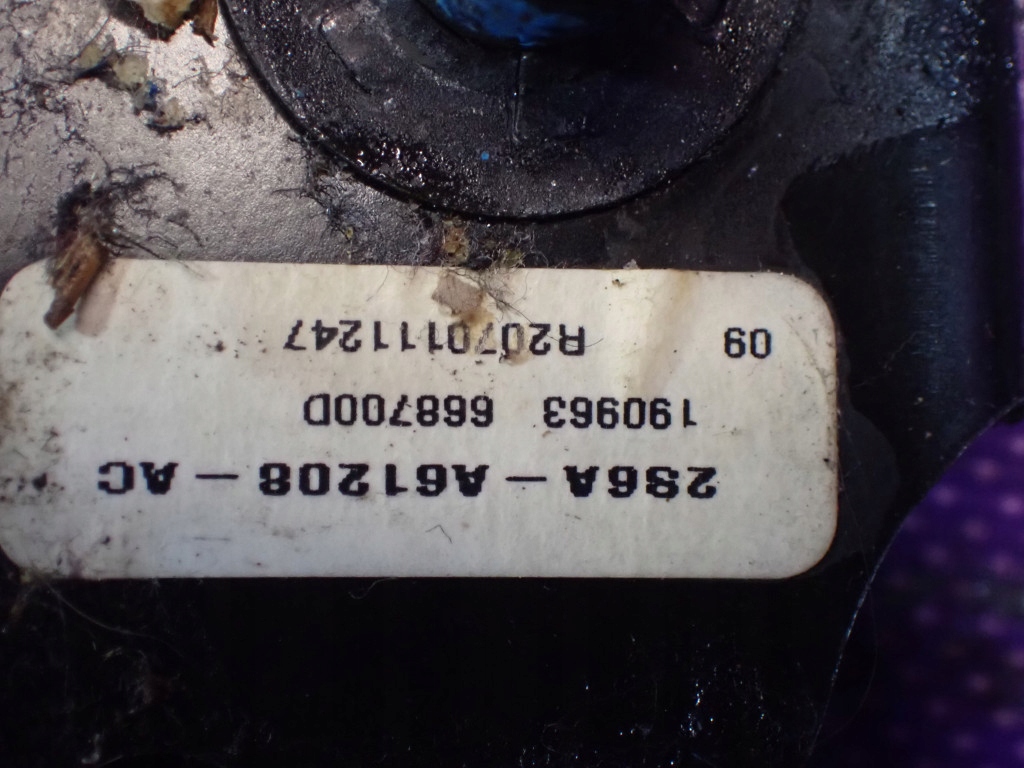 2S6A - A61208 - AC
190963 668700D
09 R2070111247